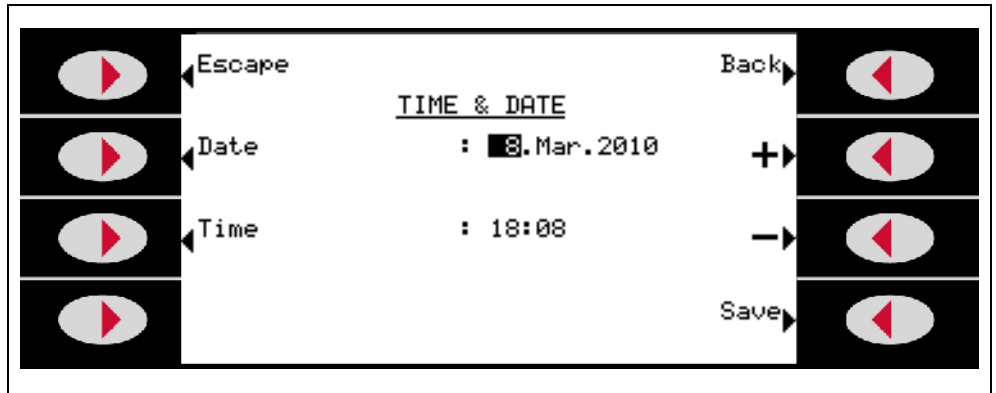 Escape Back
TIME & DATE
Date : 8.Mar.2010 +
Time : 18:08 −
Save